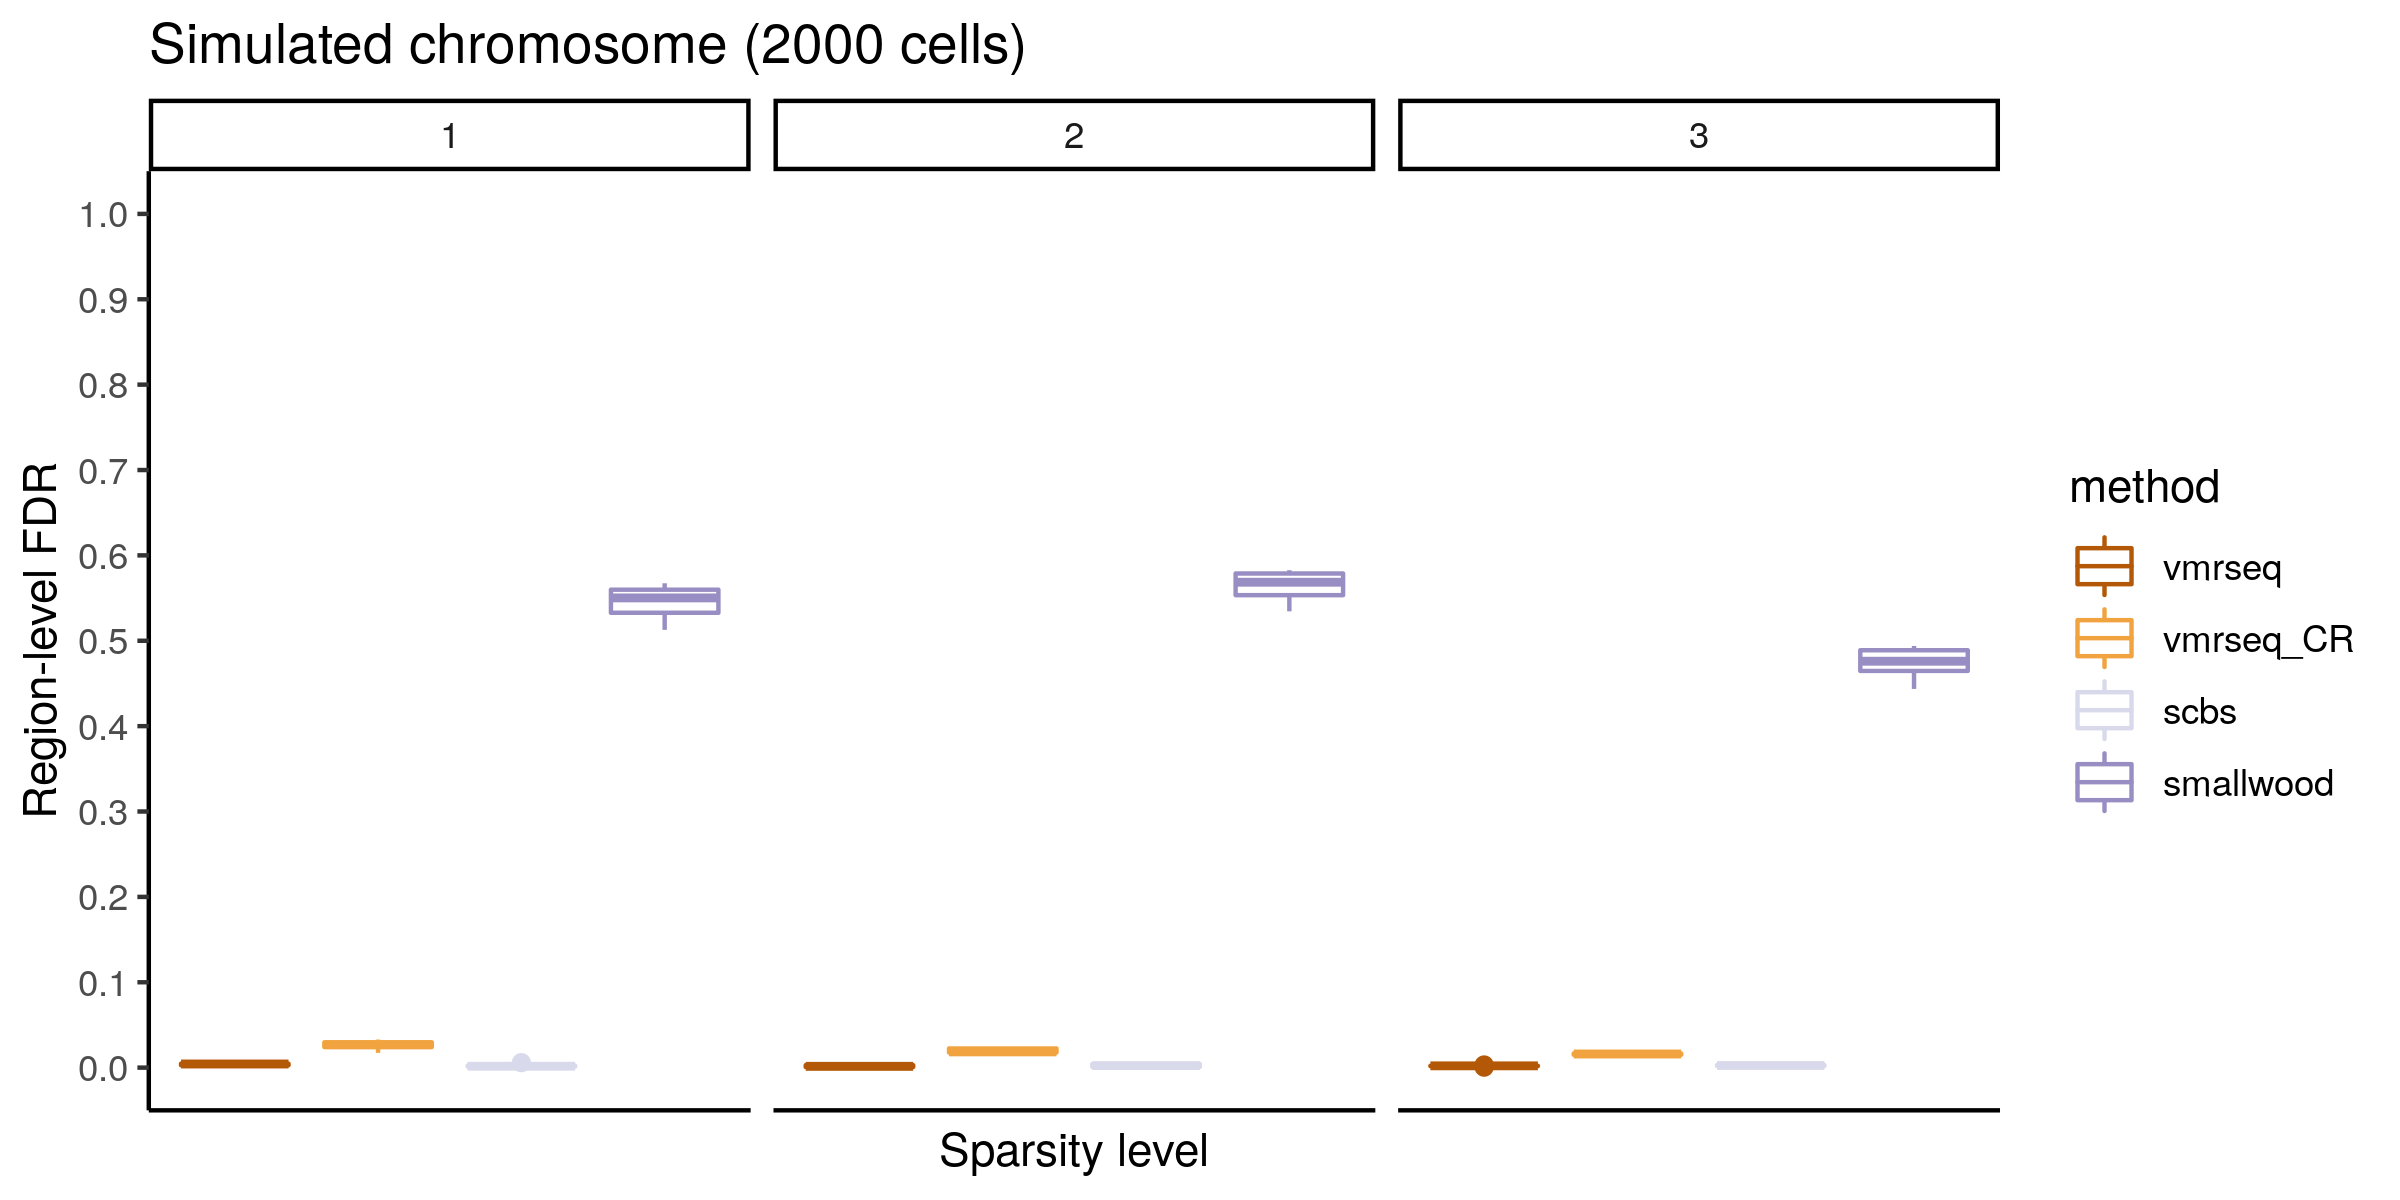 Simulated chromosome (2000 cells)
1
2
3
1.0
0.9
0.8
0.7
0.6
0.5
0.4
0.3
0.2
0.1
0.0
Region-level FDR
Sparsity level
method
vmrseq
vmrseq_CR
scbs
smallwood